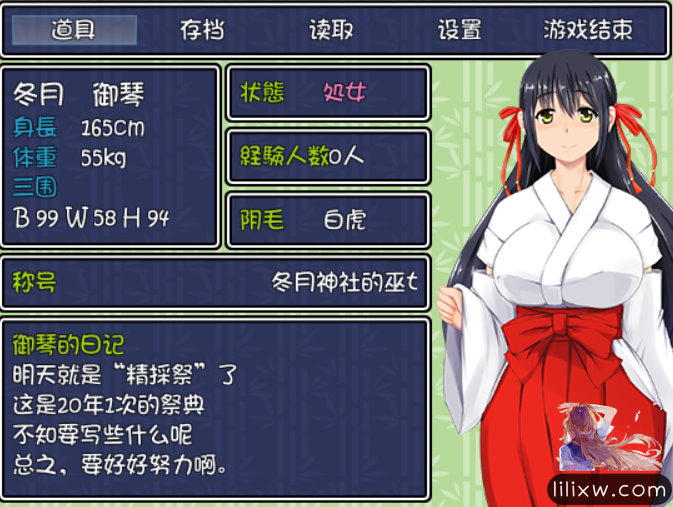 道具 存档 读取 设置 游戏结束
冬月 御琴
身長 165cm
体重 55kg
三围
B 99 W 58 H 94
状態 処女
経験人数0人
阴毛 白虎
称号 冬月神社的巫
御琴的日记
明天就是“精採祭”了
这是20年1次的祭典
不知要写些什么呢
总之，要好好努力啊。
lilixw.com